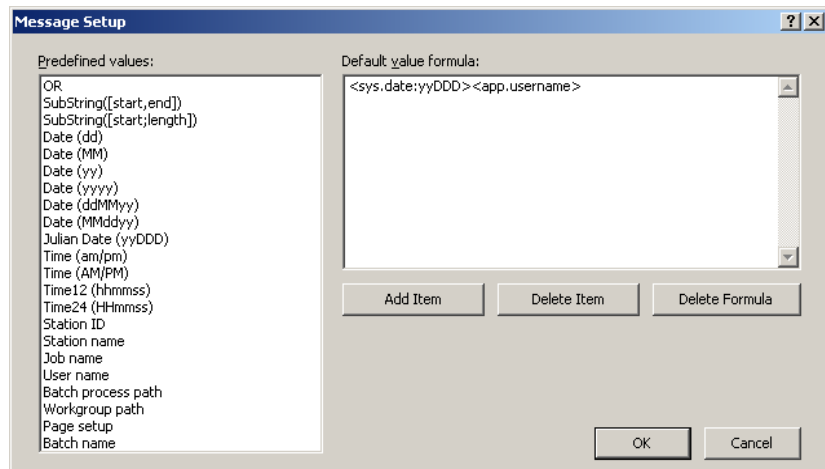 Message Setup
Predefined values:
OR
SubString([start,end])
SubString([start;length])
Date (dd)
Date (MM)
Date (yy)
Date (yyyy)
Date (ddMMyy)
Date (MMddyy)
Julian Date (yyDDD)
Time (am/pm)
Time (AM/PM)
Time12 (hhmmss)
Time24 (HHmmss)
Station ID
Station name
Job name
User name
Batch process path
Workgroup path
Page setup
Batch name
Default value formula:
<sys.date:yyDDD><app.username>
Add Item
Delete Item
Delete Formula
OK
Cancel